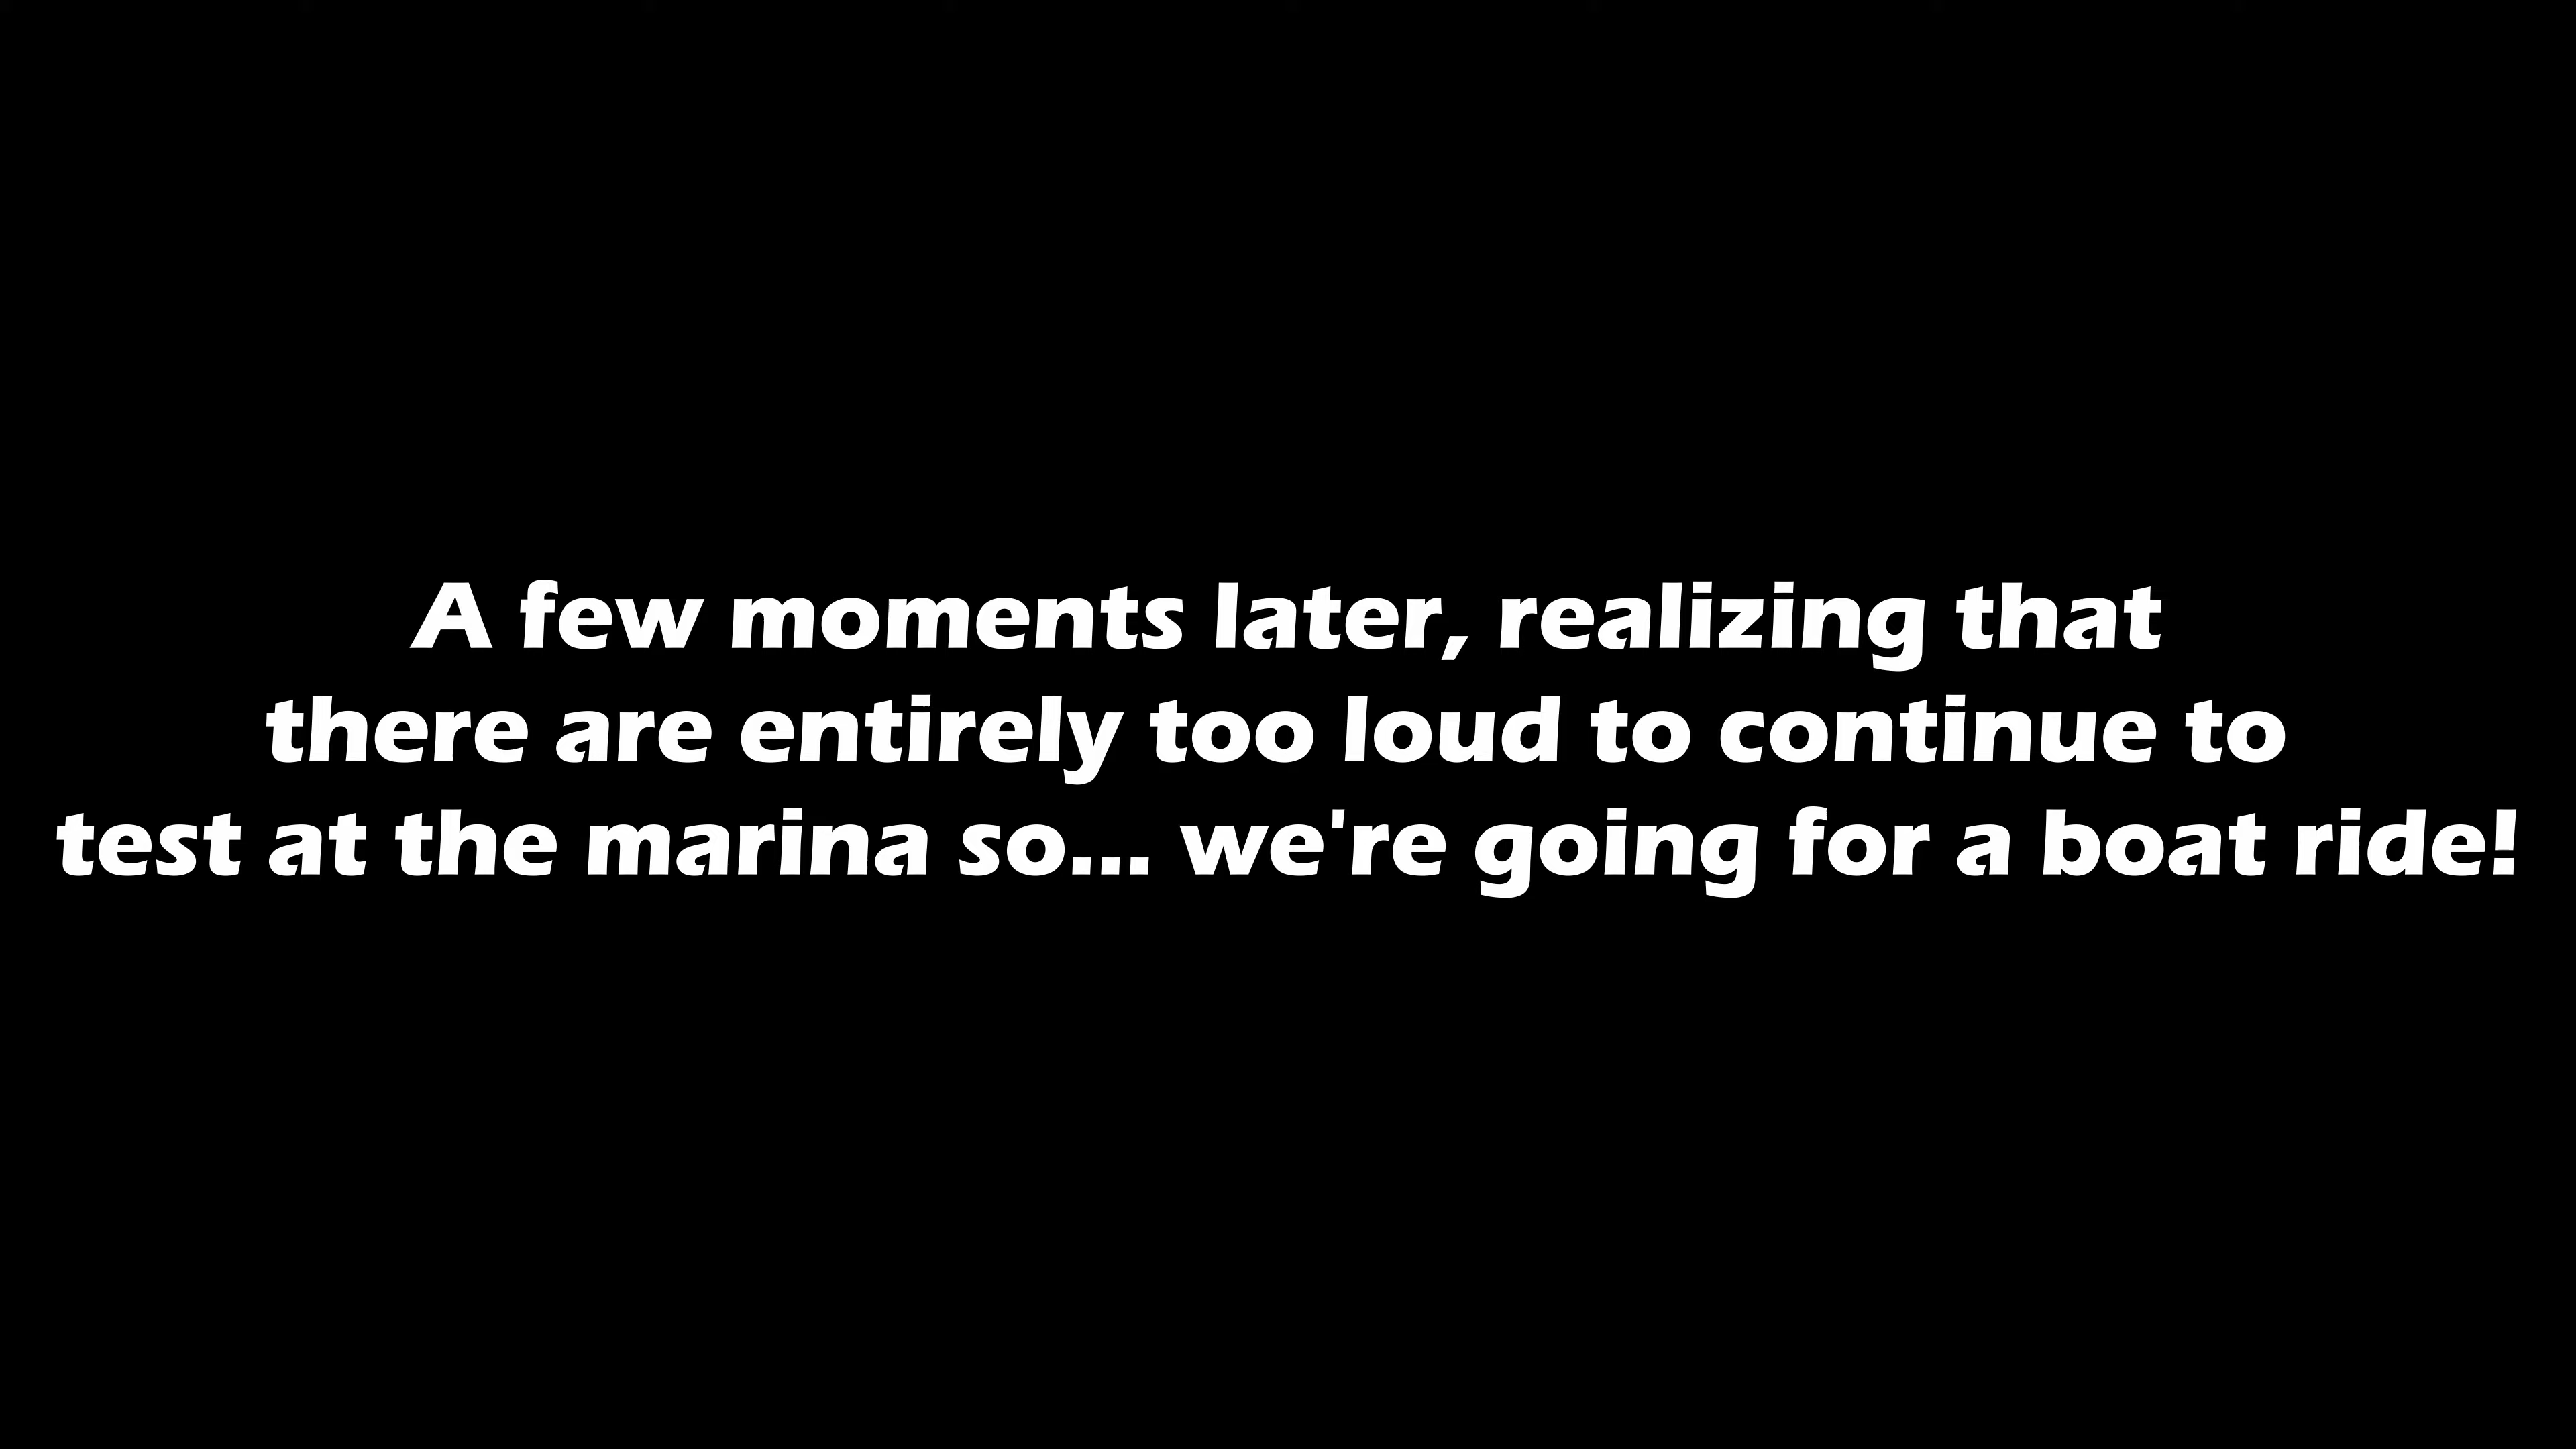 A few moments later, realizing that
there are entirely too loud to continue to
test at the marina so... we're going for a boat ride!